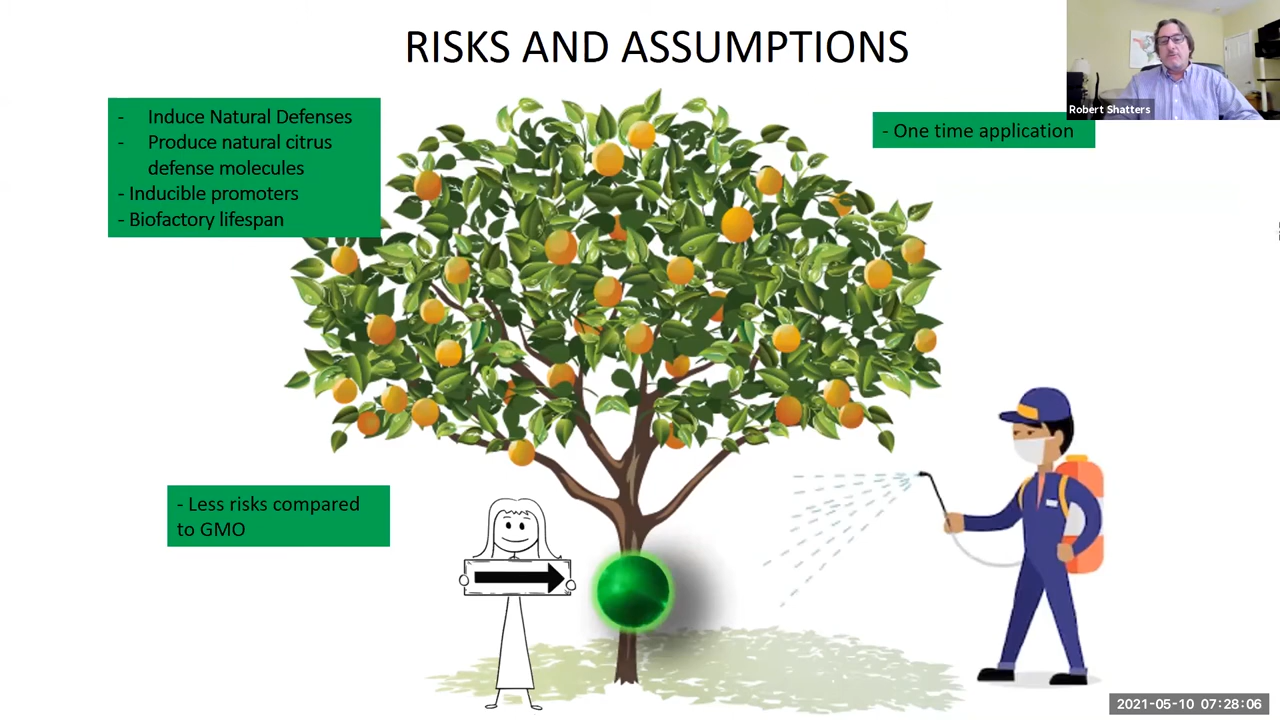 RISKS AND ASSUMPTIONS
- Induce Natural Defenses
- Produce natural citrus
defense molecules
- Inducible promoters
- Biofactory lifespan
- One time application
Robert Shatters
- Less risks compared
to GMO
2021-05-10 07:28:06